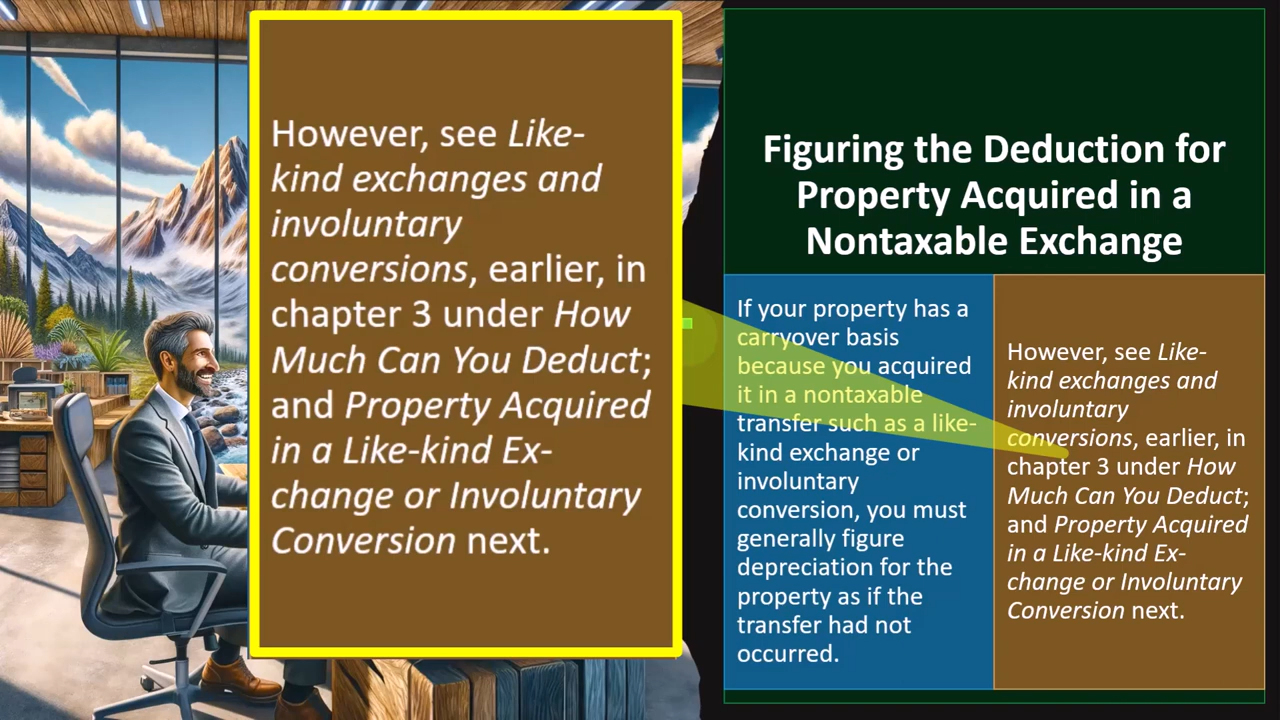 However, see Like-
kind exchanges and
involuntary
conversions, earlier, in
chapter 3 under How
Much Can You Deduct;
and Property Acquired
in a Like-kind Ex-
change or Involuntary
Conversion next.
Figuring the Deduction for
Property Acquired in a
Nontaxable Exchange
If your property has a
carryover basis
because you acquired
it in a nontaxable
transfer such as a like-
kind exchange or
involuntary
conversion, you must
generally figure
depreciation for the
property as if the
transfer had not
occurred.
However, see Like-
kind exchanges and
involuntary
conversions, earlier, in
chapter 3 under How
Much Can You Deduct;
and Property Acquired
in a Like-kind Ex-
change or Involuntary
Conversion next.